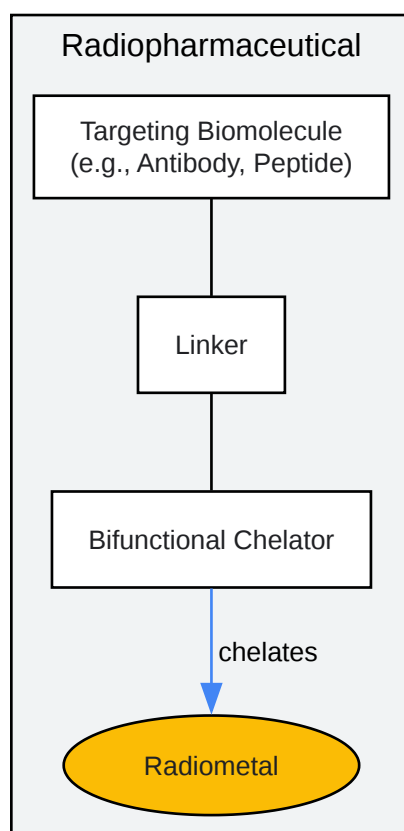 Radiopharmaceutical
Targeting Biomolecule
(e.g., Antibody, Peptide)
Linker
Bifunctional Chelator
chelates
Radiometal